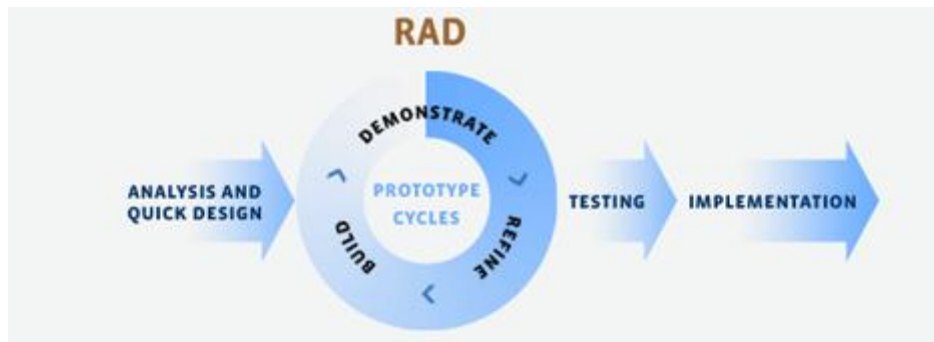 RAD
ANALYSIS AND
QUICK DESIGN
DEMONSTRATE
PROTOTYPE
CYCLES
BUILD
REFINE
TESTING
IMPLEMENTATION